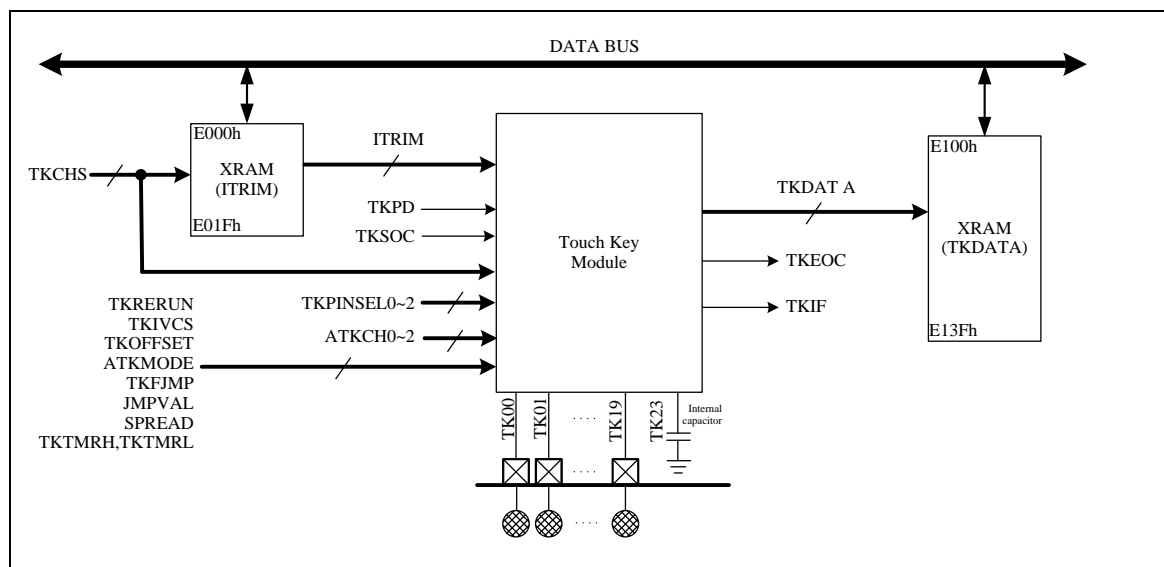 DATA BUS
E000h
XRAM
(ITRIM)
E01Fh
TKCHS
ITRIM
TKPD
TKSOC
TKPINSEL0~2
ATKCH0~2
TKRERUN
TKIVCS
TKOFFSET
ATKMODE
TKFJMP
JMPVAL
SPREAD
TKTMRH,TKTMRL
Touch Key
Module
TKDAT A
TKEOC
TKIF
E100h
XRAM
(TKDATA)
E13Fh
TK00
TK01
. . . .
TK19
TK23
Internal
capacitor
. . . .
. . . .